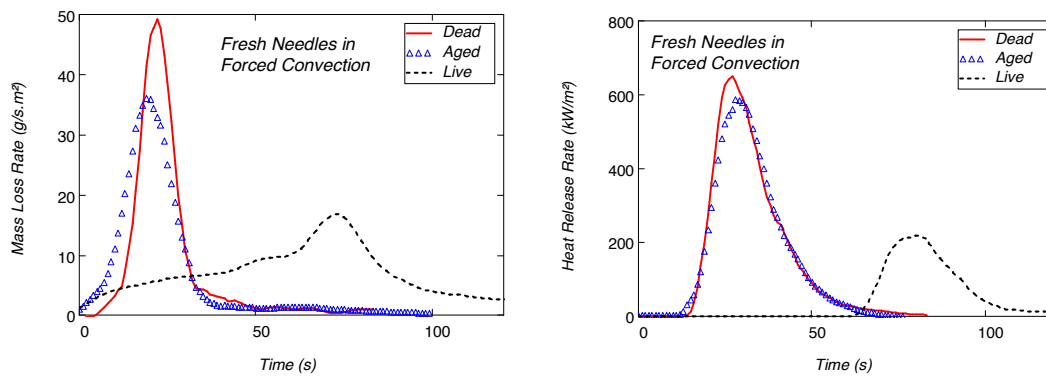 50
40
30
20
10
0
0
50
100
Mass Loss Rate (g/s.m²)
Time (s)
Fresh Needles in
Forced Convection
Dead
Aged
Live
800
600
400
200
0
0
50
100
Heat Release Rate (kW/m²)
Time (s)
Fresh Needles in
Forced Convection
Dead
Aged
Live